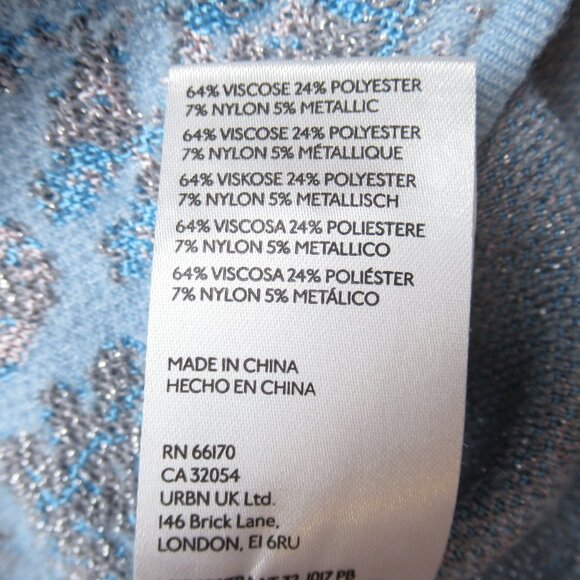 64% VISCOSE 24% POLYESTER
7% NYLON 5% METALLIC
64% VISCOSE 24% POLYESTER
7% NYLON 5% MÉTALLIQUE
64% VISKOSE 24% POLYESTER
7% NYLON 5% METALLISCH
64% VISCOSA 24% POLIESTERE
7% NYLON 5% METALLICO
64% VISCOSA 24% POLIÉSTER
7% NYLON 5% METÁLICO
MADE IN CHINA
HECHO EN CHINA
RN 66170
CA 32054
URBN UK Ltd.
146 Brick Lane,
LONDON, E1 6RU